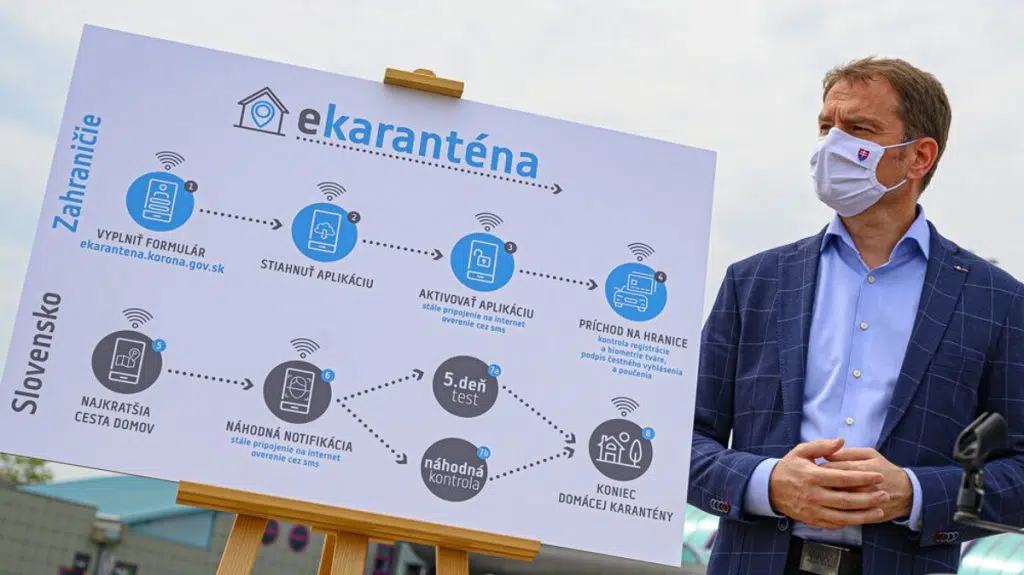 ekaranténa
Zahraničie
1
VYPLNIŤ FORMULÁR
ekarantena.korona.gov.sk
2
STIAHNUŤ APLIKÁCIU
3
AKTIVOVAŤ APLIKÁCIU
stále pripojenie na internet
overenie cez sms
4
PRÍCHOD NA HRANICE
kontrola registrácie
a biometrie tváre,
podpis čestného vyhlásenia
a poučenia
Slovensko
5
NAJKRATŠIA
CESTA DOMOV
6
NÁHODNÁ NOTIFIKÁCIA
stále pripojenie na internet
overenie cez sms
7a
5.deň
test
7b
náhodná
kontrola
8
KONIEC
DOMÁCEJ KARANTÉNY